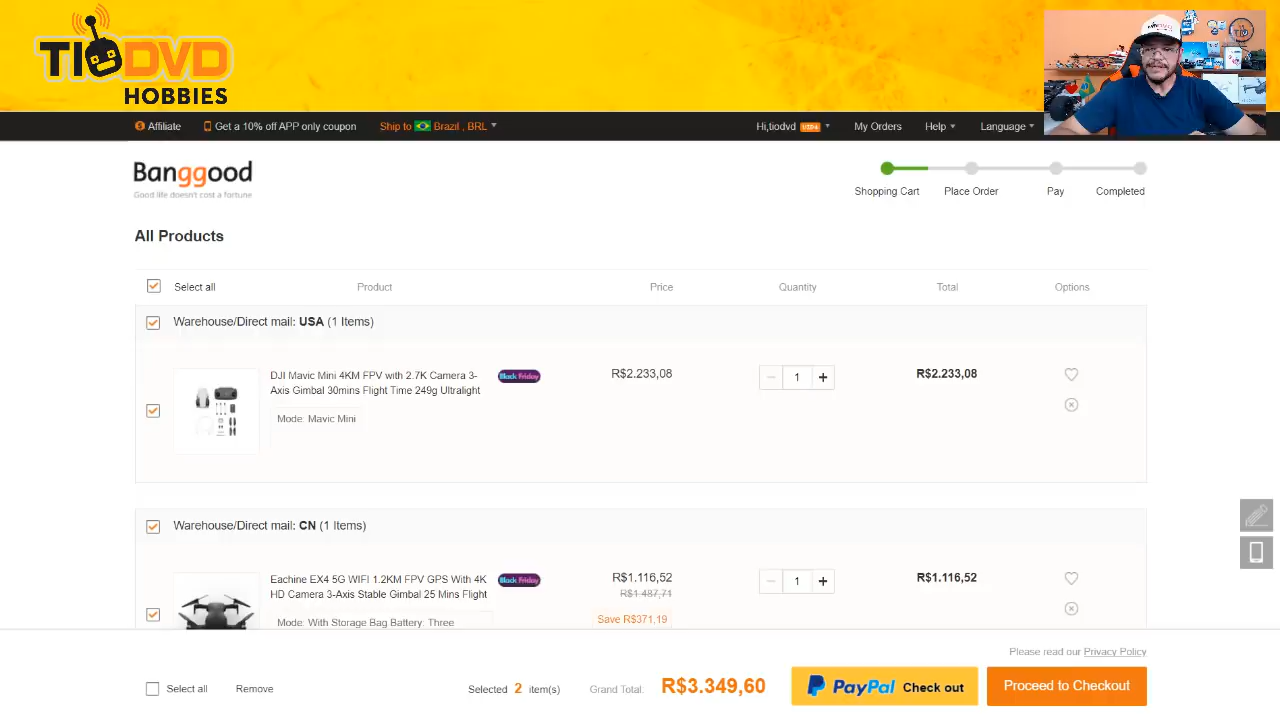 TIODVD
HOBBIES
Affiliate
Get a 10% off APP only coupon
Ship to Brazil , BRL
Hi,tiodvd
My Orders
Help
Language
Banggood
Good life doesn't cost a fortune
Shopping Cart
Place Order
Pay
Completed
All Products
Select all
Product
Price
Quantity
Total
Options
Warehouse/Direct mail: USA (1 Items)
DJI Mavic Mini 4KM FPV with 2.7K Camera 3-
Axis Gimbal 30mins Flight Time 249g Ultralight
Black Friday
Mode: Mavic Mini
R$2.233,08
1
R$2.233,08
Warehouse/Direct mail: CN (1 Items)
Eachine EX4 5G WIFI 1.2KM FPV GPS With 4K
HD Camera 3-Axis Stable Gimbal 25 Mins Flight
Black Friday
Mode: With Storage Bag Battery: Three
R$1.116,52
R$1.487,71
Save R$371,19
1
R$1.116,52
Please read our Privacy Policy
Select all
Remove
Selected 2 item(s)
Grand Total:
R$3.349,60
PayPal Check out
Proceed to Checkout